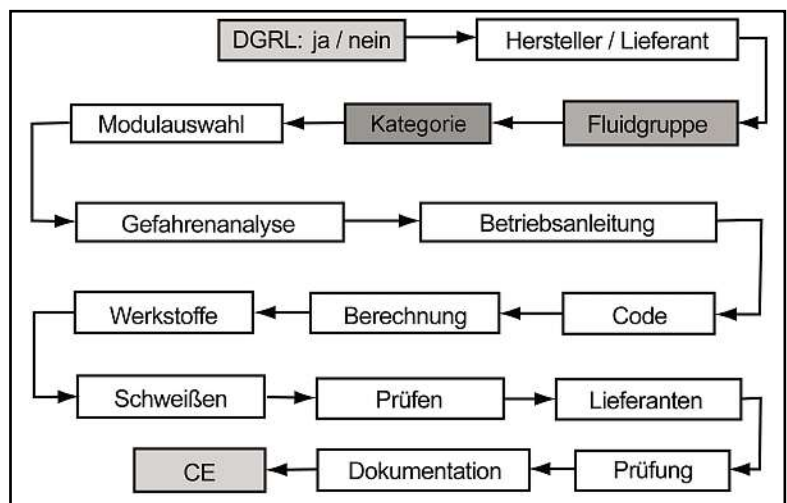 DGRL: ja / nein
Hersteller / Lieferant
Fluidgruppe
Kategorie
Modulauswahl
Gefahrenanalyse
Betriebsanleitung
Code
Berechnung
Werkstoffe
Schweißen
Prüfen
Lieferanten
Prüfung
Dokumentation
CE